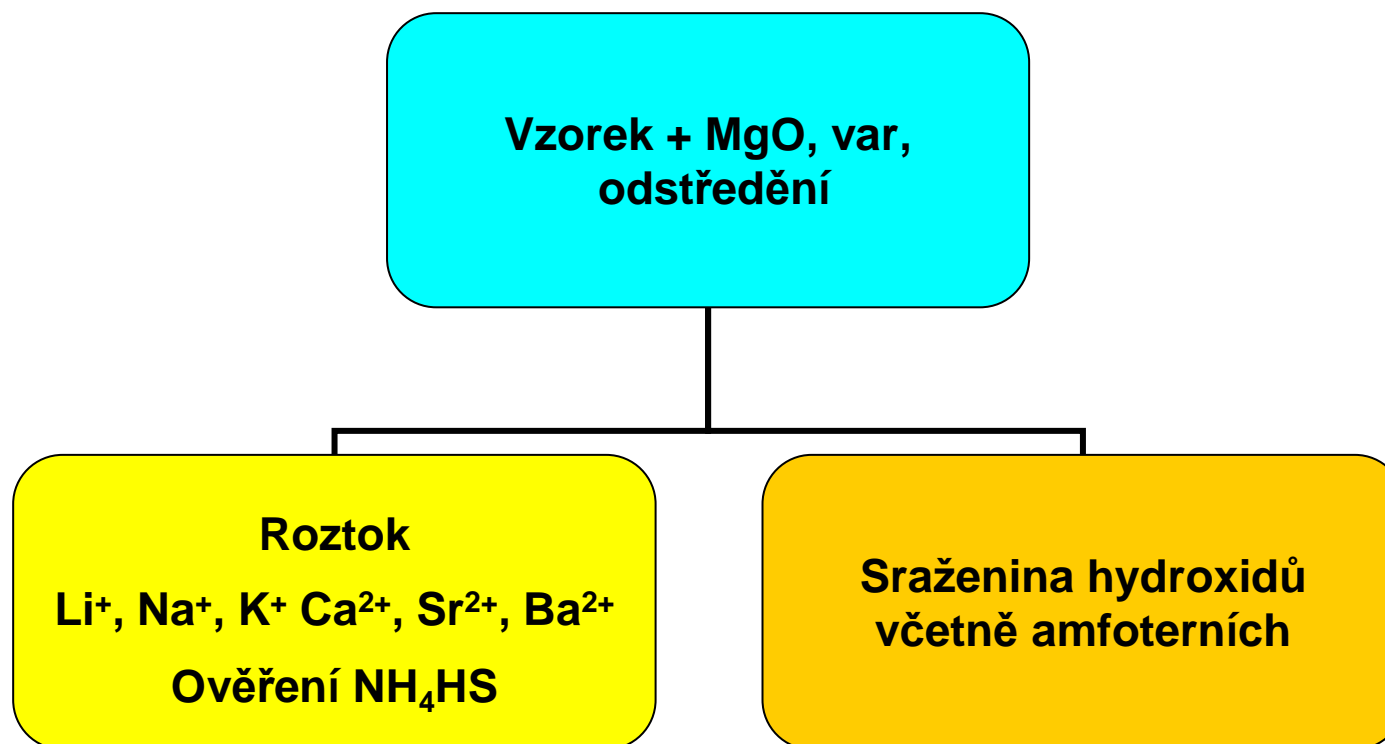 Vzorek + MgO, var,
odstředění
Roztok
Li⁺, Na⁺, K⁺ Ca²⁺, Sr²⁺, Ba²⁺
Ověření NH₄HS
Sraženina hydroxidů
včetně amfoterních